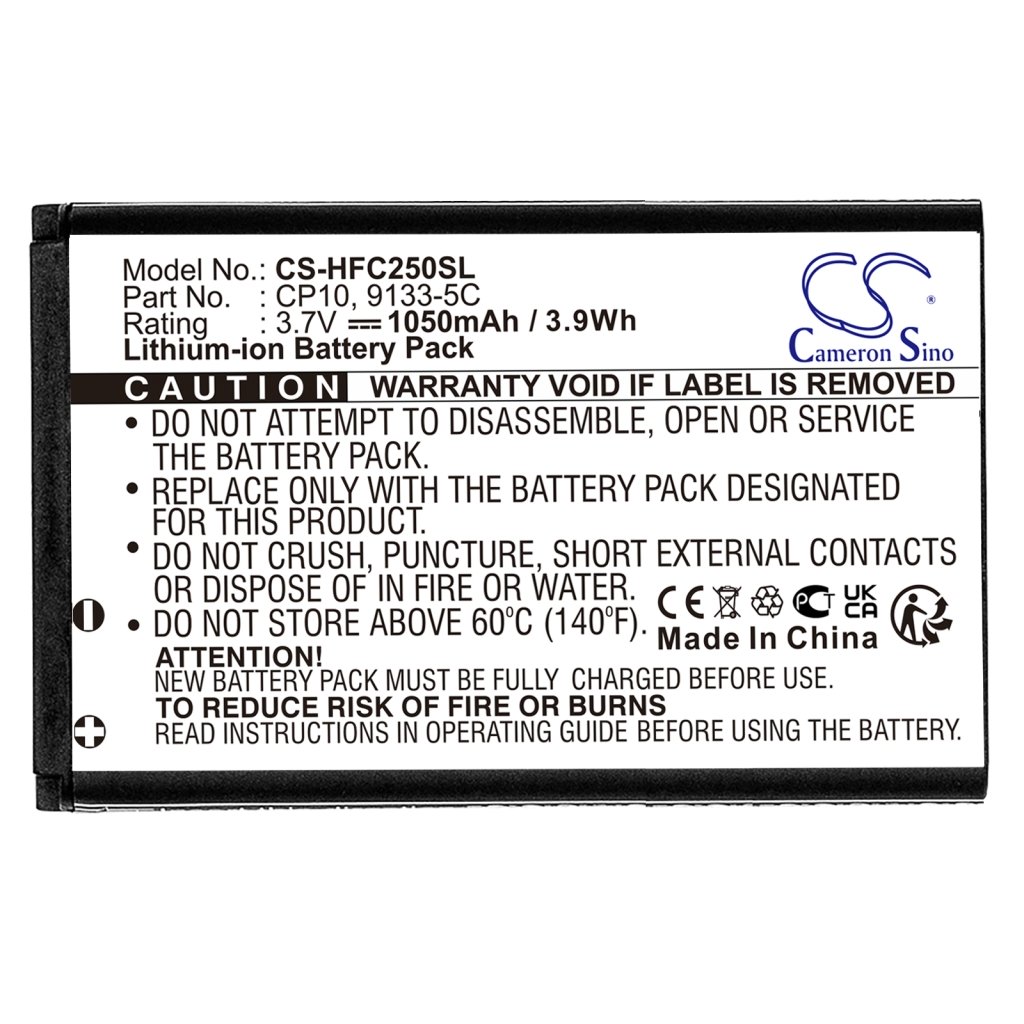 Model No.: CS-HFC250SL
Part No. : CP10, 9133-5C
Rating : 3.7V 1050mAh / 3.9Wh
Lithium-ion Battery Pack
CS ®
Cameron Sino
CAUTION WARRANTY VOID IF LABEL IS REMOVED
• DO NOT ATTEMPT TO DISASSEMBLE, OPEN OR SERVICE
THE BATTERY PACK.
• REPLACE ONLY WITH THE BATTERY PACK DESIGNATED
FOR THIS PRODUCT.
• DO NOT CRUSH, PUNCTURE, SHORT EXTERNAL CONTACTS
OR DISPOSE OF IN FIRE OR WATER.
• DO NOT STORE ABOVE 60°C (140°F).
CE PCT UK
CA
Made In China
ATTENTION!
NEW BATTERY PACK MUST BE FULLY CHARGED BEFORE USE.
TO REDUCE RISK OF FIRE OR BURNS
READ INSTRUCTIONS IN OPERATING GUIDE BEFORE USE THE BATTERY.